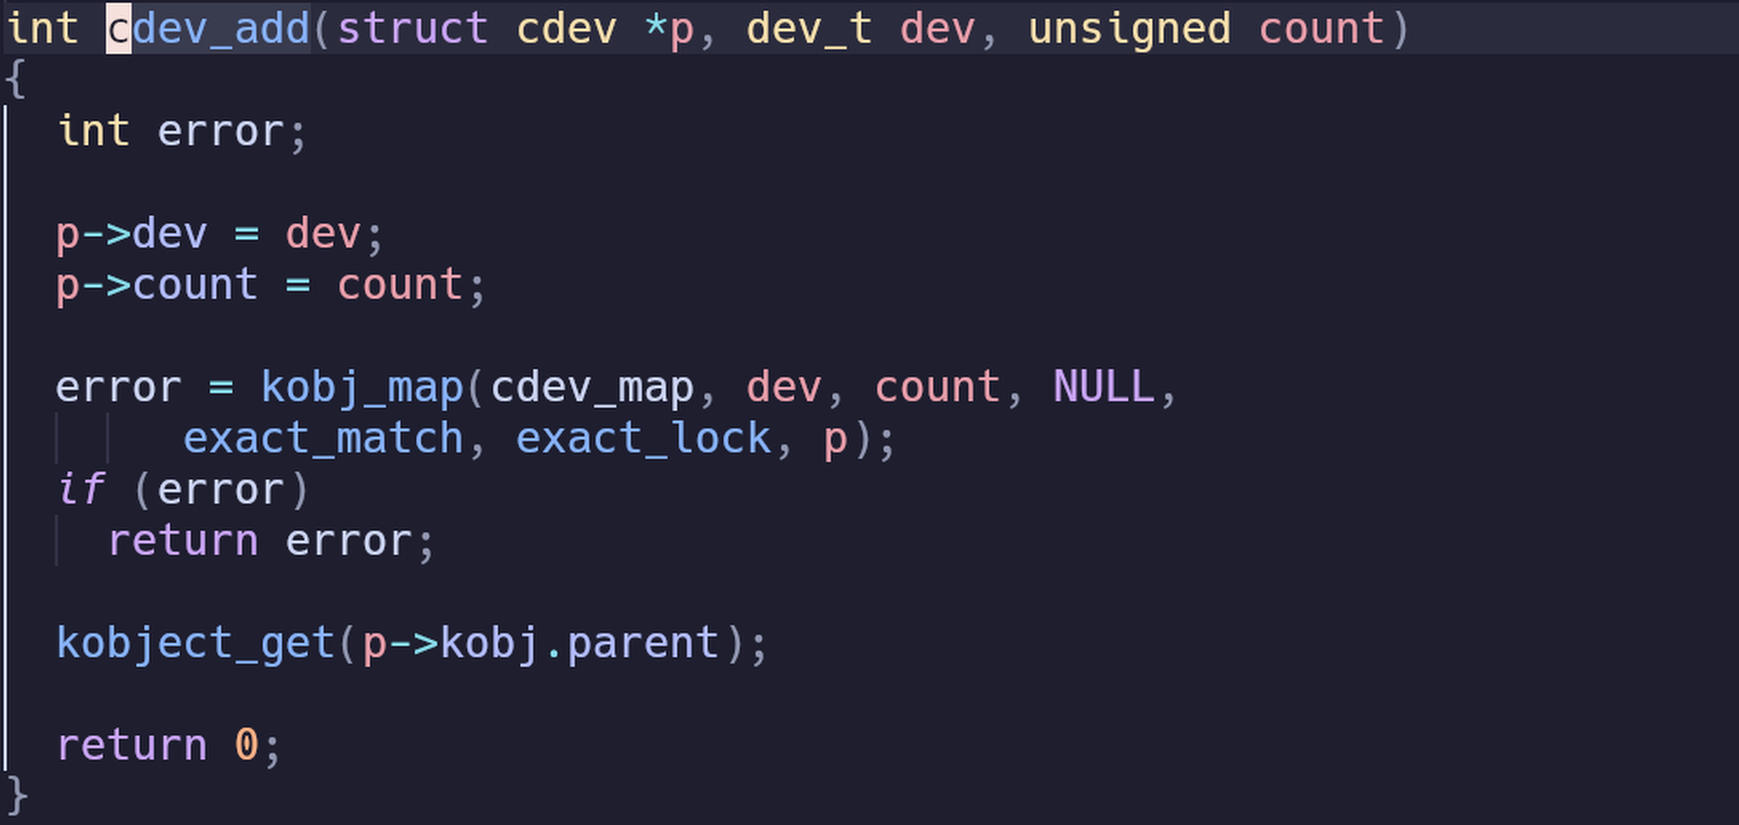 int cdev_add(struct cdev *p, dev_t dev, unsigned count)
{
int error;
p->dev = dev;
p->count = count;
error = kobj_map(cdev_map, dev, count, NULL,
exact_match, exact_lock, p);
if (error)
return error;
kobject_get(p->kobj.parent);
return 0;
}